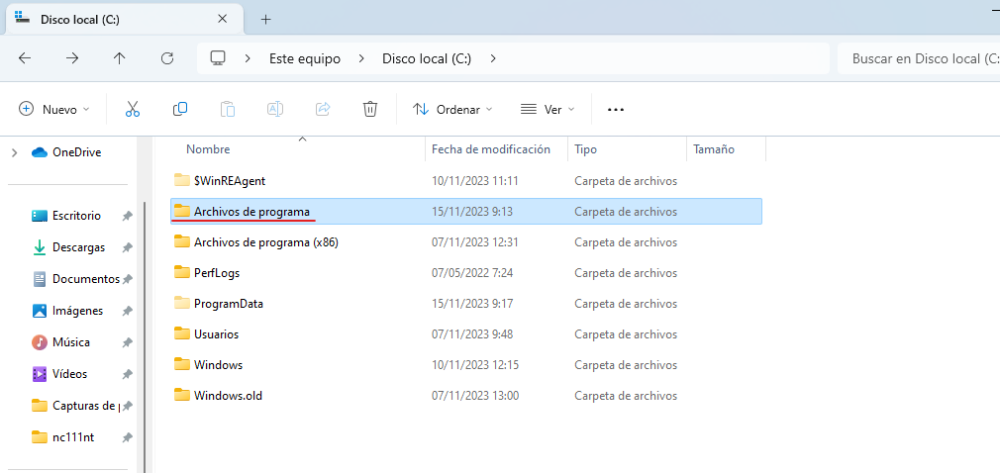 Disco local (C:)
Este equipo > Disco local (C:) >
Buscar en Disco local (C:
Nuevo
Ordenar
Ver
OneDrive
Escritorio
Descargas
Documentos
Imágenes
Música
Vídeos
Capturas de p
nc111nt
Nombre Fecha de modificación Tipo Tamaño
$WinREAgent 10/11/2023 11:11 Carpeta de archivos
Archivos de programa 15/11/2023 9:13 Carpeta de archivos
Archivos de programa (x86) 07/11/2023 12:31 Carpeta de archivos
PerfLogs 07/05/2022 7:24 Carpeta de archivos
ProgramData 15/11/2023 9:17 Carpeta de archivos
Usuarios 07/11/2023 9:48 Carpeta de archivos
Windows 10/11/2023 12:15 Carpeta de archivos
Windows.old 07/11/2023 13:00 Carpeta de archivos